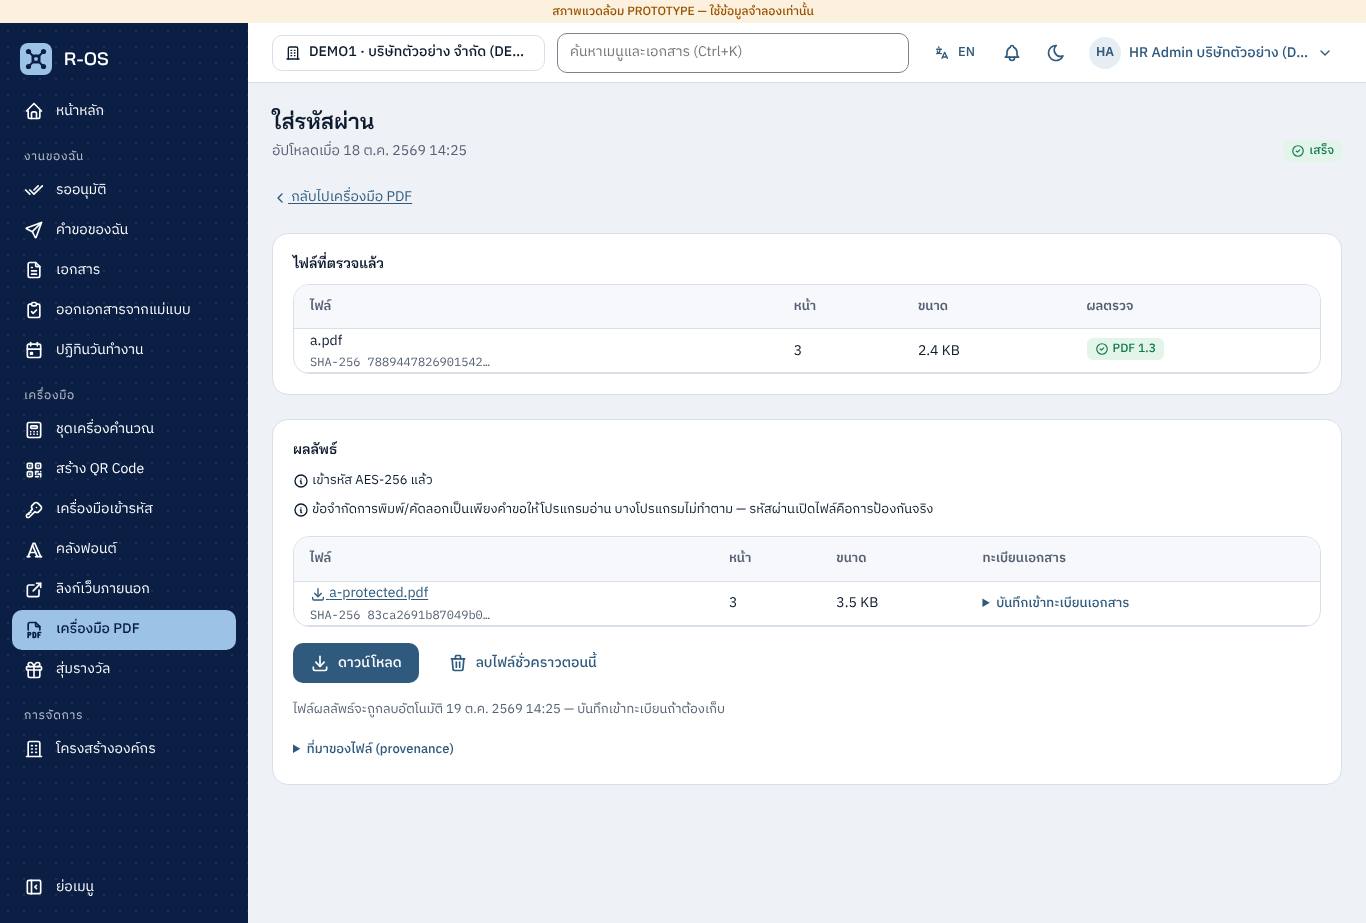 สภาพแวดล้อม PROTOTYPE — ใช้ข้อมูลจำลองเท่านั้น
R-OS
DEMO1 · บริษัทตัวอย่าง จำกัด (DE...
ค้นหาเมนูและเอกสาร (Ctrl+K)
EN
HA
HR Admin บริษัทตัวอย่าง (D...
หน้าหลัก
งานของฉัน
รออนุมัติ
คำขอของฉัน
เอกสาร
ออกเอกสารจากแม่แบบ
ปฏิทินวันทำงาน
เครื่องมือ
ชุดเครื่องคำนวณ
สร้าง QR Code
เครื่องมือเข้ารหัส
คลังฟอนต์
ลิงก์เว็บภายนอก
เครื่องมือ PDF
สุ่มรางวัล
การจัดการ
โครงสร้างองค์กร
ย่อเมนู
ใส่รหัสผ่าน
อัปโหลดเมื่อ 18 ต.ค. 2569 14:25
เสร็จ
กลับไปเครื่องมือ PDF
ไฟล์ที่ตรวจแล้ว
ไฟล์ หน้า ขนาด ผลตรวจ
a.pdf
SHA-256 7889447826901542…
3 2.4 KB PDF 1.3
ผลลัพธ์
เข้ารหัส AES-256 แล้ว
ข้อจำกัดการพิมพ์/คัดลอกเป็นเพียงคำขอให้โปรแกรมอ่าน บางโปรแกรมไม่ทำตาม — รหัสผ่านเปิดไฟล์คือการป้องกันจริง
ไฟล์ หน้า ขนาด ทะเบียนเอกสาร
a-protected.pdf
SHA-256 83ca2691b87049b0…
3 3.5 KB บันทึกเข้าทะเบียนเอกสาร
ดาวน์โหลด ลบไฟล์ชั่วคราวตอนนี้
ไฟล์ผลลัพธ์จะถูกลบอัตโนมัติ 19 ต.ค. 2569 14:25 — บันทึกเข้าทะเบียนถ้าต้องเก็บ
ที่มาของไฟล์ (provenance)